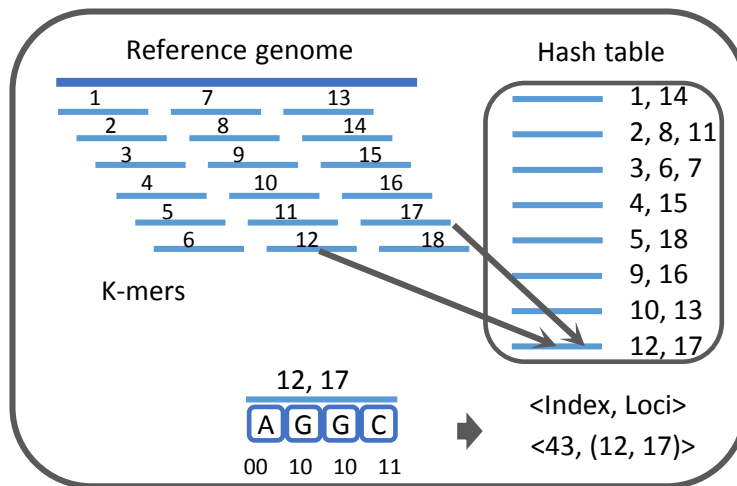 Reference genome
1 7 13
2 8 14
3 9 15
4 10 16
5 11 17
6 12 18
K-mers
Hash table
1, 14
2, 8, 11
3, 6, 7
4, 15
5, 18
9, 16
10, 13
12, 17
12, 17
A G G C
00 10 10 11
<Index, Loci>
<43, (12, 17)>